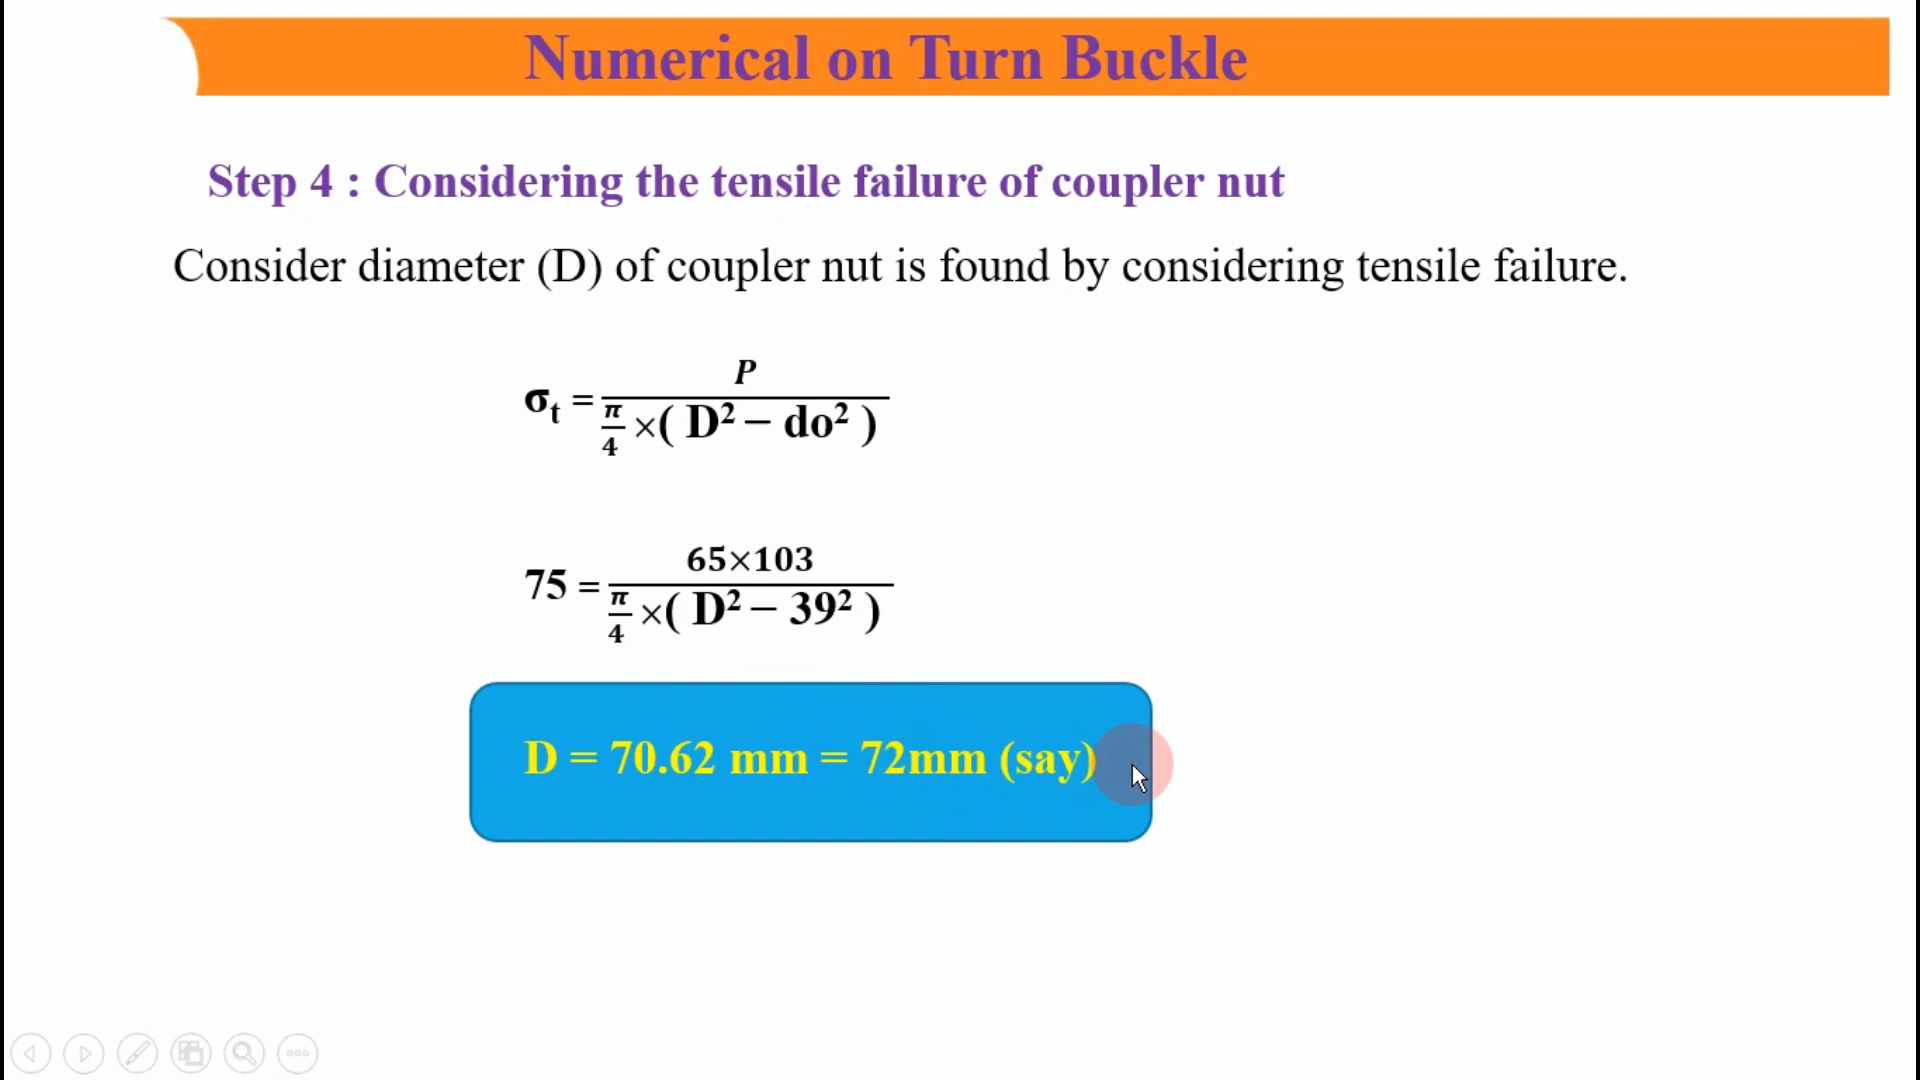 Numerical on Turn Buckle
Step 4 : Considering the tensile failure of coupler nut
Consider diameter (D) of coupler nut is found by considering tensile failure.
σₜ = P / (π/4 ×( D² – do² ))
75 = 65×103 / (π/4 ×( D² – 39² ))
D = 70.62 mm = 72mm (say)